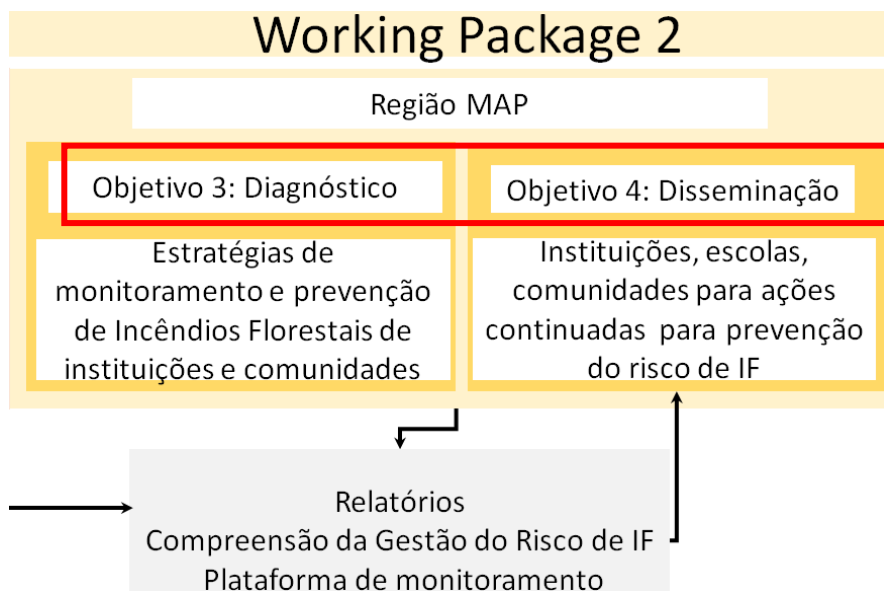 Working Package 2
Região MAP
Objetivo 3: Diagnóstico
Objetivo 4: Disseminação
Estratégias de
monitoramento e prevenção
de Incêndios Florestais de
instituições e comunidades
Instituições, escolas,
comunidades para ações
continuadas para prevenção
do risco de IF
Relatórios
Compreensão da Gestão do Risco de IF
Plataforma de monitoramento